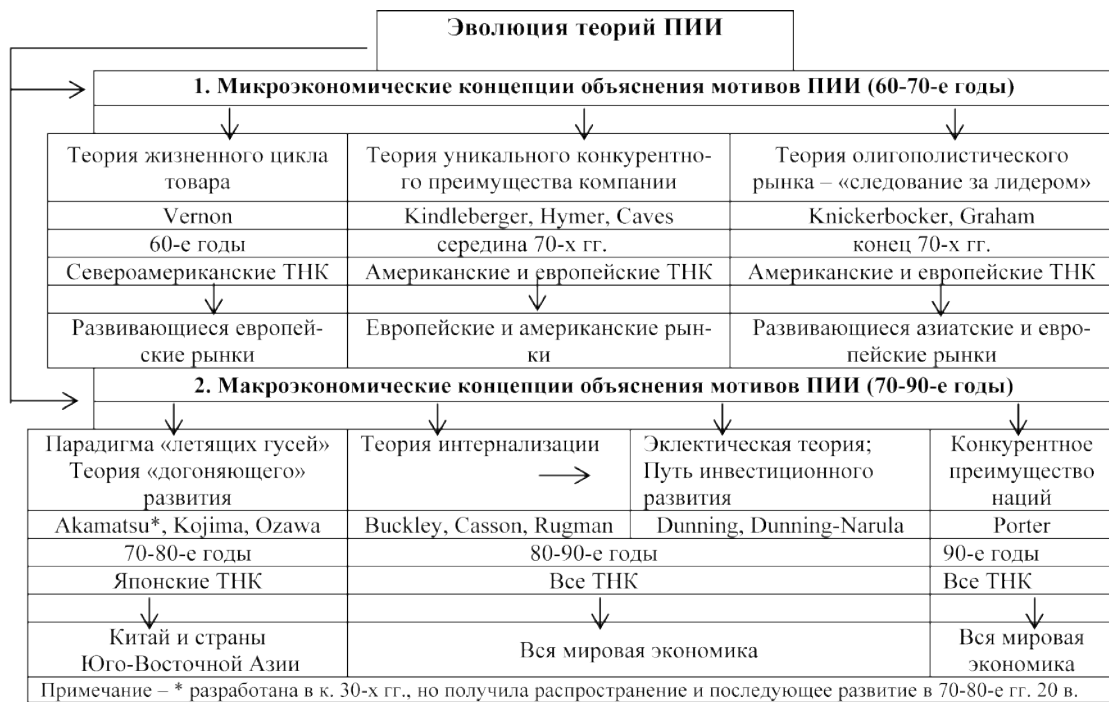 Эволюция теорий ПИИ
1. Микроэкономические концепции объяснения мотивов ПИИ (60-70-е годы)
Теория жизненного цикла
товара
Теория уникального конкурентно-
го преимущества компании
Теория олигополистического
рынка – «следование за лидером»
Vernon
Kindleberger, Hymer, Caves
Knickerbocker, Graham
60-е годы
середина 70-х гг.
конец 70-х гг.
Североамериканские ТНК
Американские и европейские ТНК
Американские и европейские ТНК
Развивающиеся европей-
ские рынки
Европейские и американские рын-
ки
Развивающиеся азиатские и евро-
пейские рынки
2. Макроэкономические концепции объяснения мотивов ПИИ (70-90-е годы)
Парадигма «летящих гусей»
Теория «догоняющего»
развития
Теория интернализации
Эклектическая теория;
Путь инвестиционного
развития
Конкурентное
преимущество
наций
Akamatsu*, Kojima, Ozawa
Buckley, Casson, Rugman
Dunning, Dunning-Narula
Porter
70-80-е годы
80-90-е годы
90-е годы
Японские ТНК
Все ТНК
Все ТНК
Китай и страны
Юго-Восточной Азии
Вся мировая экономика
Вся мировая
экономика
Примечание – * разработана в к. 30-х гг., но получила распространение и последующее развитие в 70-80-е гг. 20 в.